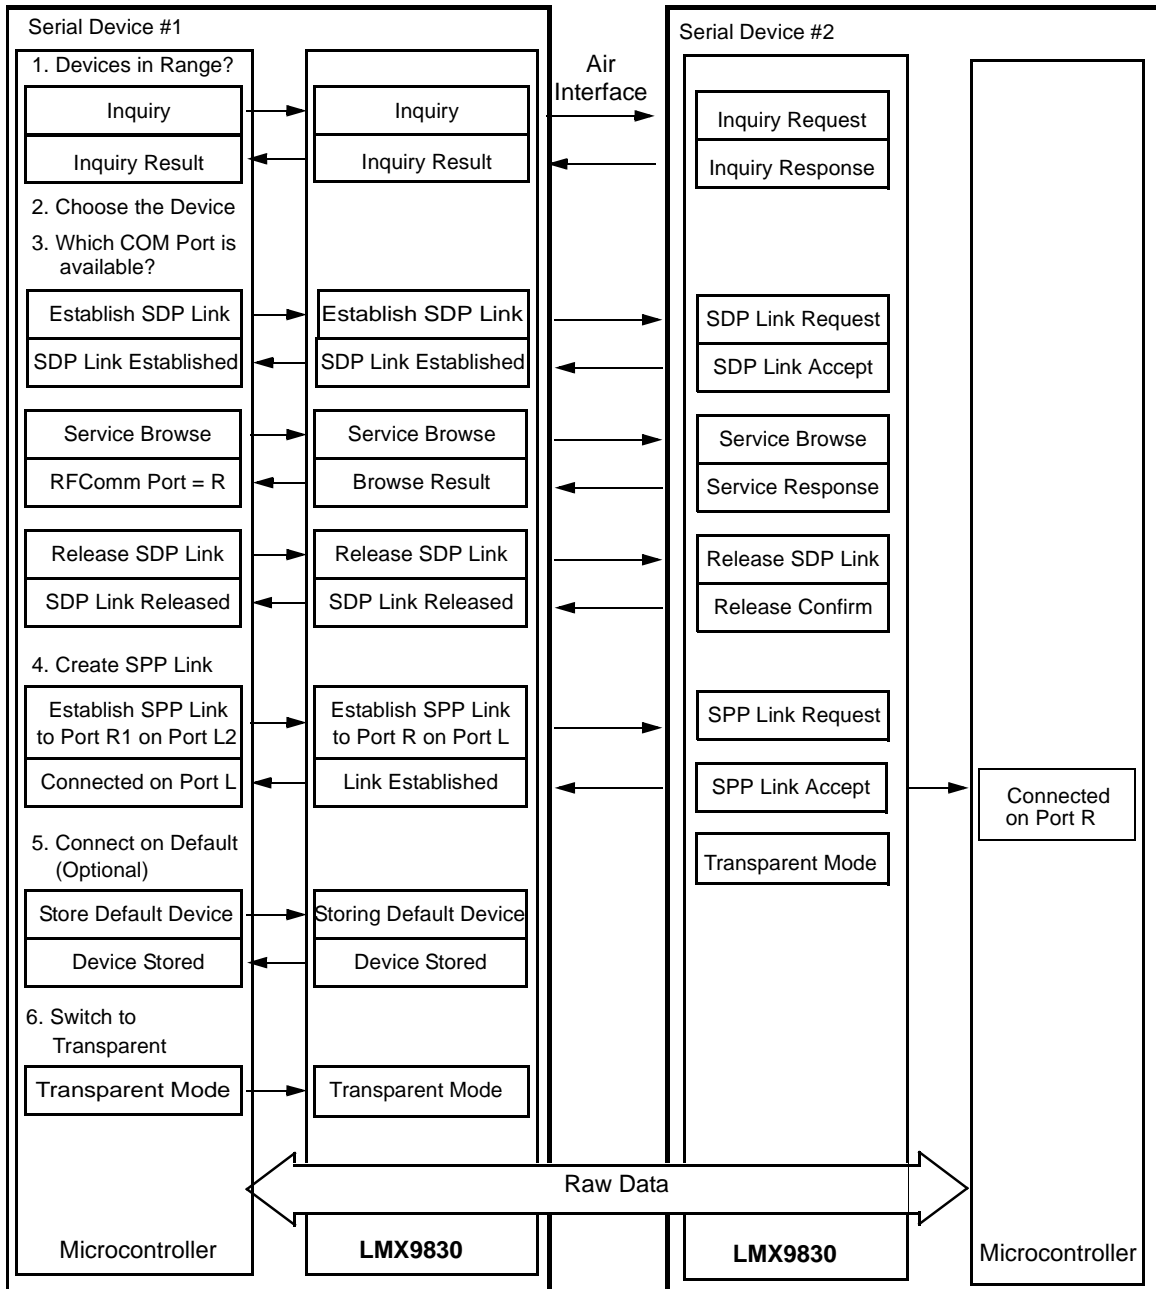 Serial Device #1
Serial Device #2
Air
Interface
1. Devices in Range?
Inquiry
Inquiry
Inquiry Request
Inquiry Result
Inquiry Result
Inquiry Response
2. Choose the Device
3. Which COM Port is
available?
Establish SDP Link
Establish SDP Link
SDP Link Request
SDP Link Established
SDP Link Established
SDP Link Accept
Service Browse
Service Browse
Service Browse
RFComm Port = R
Browse Result
Service Response
Release SDP Link
Release SDP Link
Release SDP Link
SDP Link Released
SDP Link Released
Release Confirm
4. Create SPP Link
Establish SPP Link
to Port R1 on Port L2
Establish SPP Link
to Port R on Port L
SPP Link Request
Connected on Port L
Link Established
SPP Link Accept
Connected
on Port R
5. Connect on Default
(Optional)
Transparent Mode
Store Default Device
Storing Default Device
Device Stored
Device Stored
6. Switch to
Transparent
Transparent Mode
Transparent Mode
Raw Data
Microcontroller
LMX9830
LMX9830
Microcontroller